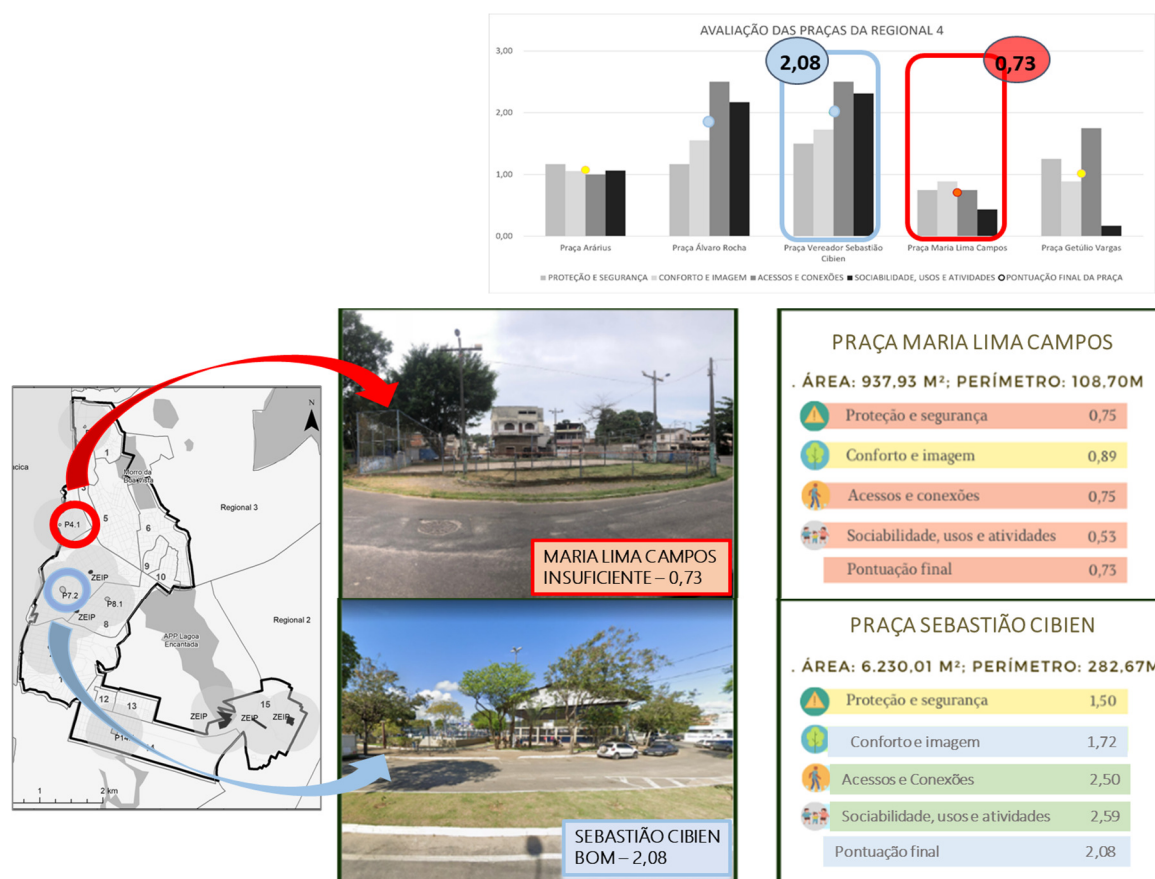 AVALIAÇÃO DAS PRAÇAS DA REGIONAL 4
3,00
2,00
1,00
0,00
2,08
0,73
Praça Arárius
Praça Álvaro Rocha
Praça Vereador Sebastião
Cibien
Praça Maria Lima Campos
Praça Getúlio Vargas
PROTEÇÃO E SEGURANÇA CONFORTO E IMAGEM ACESSOS E CONEXÕES SOCIABILIDADE, USOS E ATIVIDADES PONTUAÇÃO FINAL DA PRAÇA
N
cica
1
Morro da
Boa Vista
Regional 3
P4.1
5
6
9
10
ZEIP
P7.2
P8.1
ZEIP
8
Regional 2
APP Lagoa
Encantada
12
13
15
ZEIP
ZEIP
ZEIP
P14
1
2 km
MARIA LIMA CAMPOS
INSUFICIENTE – 0,73
SEBASTIÃO CIBIEN
BOM – 2,08
PRAÇA MARIA LIMA CAMPOS
. ÁREA: 937,93 M²; PERÍMETRO: 108,70M
Proteção e segurança 0,75
Conforto e imagem 0,89
Acessos e conexões 0,75
Sociabilidade, usos e atividades 0,53
Pontuação final 0,73
PRAÇA SEBASTIÃO CIBIEN
. ÁREA: 6.230,01 M²; PERÍMETRO: 282,67M
Proteção e segurança 1,50
Conforto e imagem 1,72
Acessos e Conexões 2,50
Sociabilidade, usos e atividades 2,59
Pontuação final 2,08